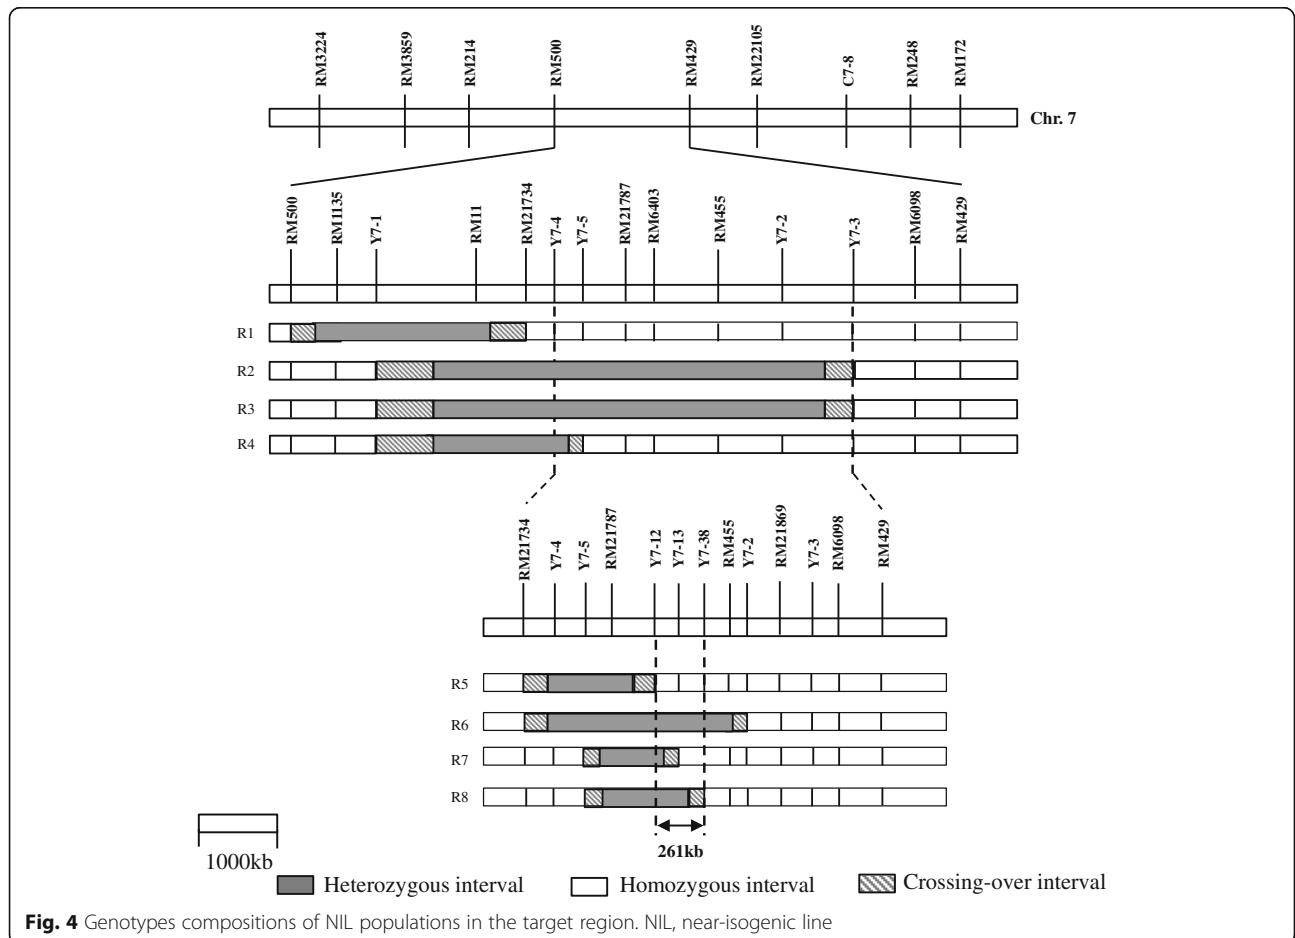 RM3224 RM3859 RM214 RM500 RM429 RM22105 C7-8 RM248 RM172
Chr. 7
RM500 RM1135 Y7-1 RM11 RM21734 Y7-4 Y7-5 RM21787 RM6403 RM455 Y7-2 Y7-3 RM6098 RM429
R1
R2
R3
R4
RM21734 Y7-4 Y7-5 RM21787 Y7-12 Y7-13 Y7-38 RM455 Y7-2 RM21869 Y7-3 RM6098 RM429
R5
R6
R7
R8
261kb
1000kb
Heterozygous interval Homozygous interval Crossing-over interval
Fig. 4 Genotypes compositions of NIL populations in the target region. NIL, near-isogenic line